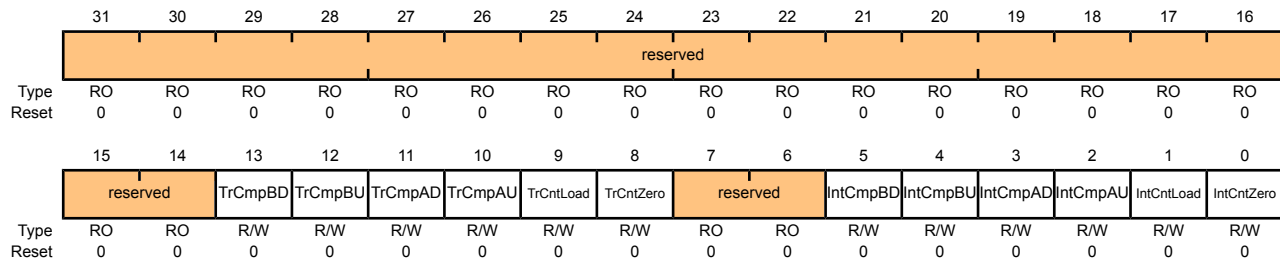 31 30 29 28 27 26 25 24 23 22 21 20 19 18 17 16
reserved
Type RO RO RO RO RO RO RO RO RO RO RO RO RO RO RO RO
Reset 0 0 0 0 0 0 0 0 0 0 0 0 0 0 0 0
15 14 13 12 11 10 9 8 7 6 5 4 3 2 1 0
reserved TrCmpBD TrCmpBU TrCmpAD TrCmpAU TrCntLoad TrCntZero reserved IntCmpBD IntCmpBU IntCmpAD IntCmpAU IntCntLoad IntCntZero
Type RO RO R/W R/W R/W R/W R/W R/W RO RO R/W R/W R/W R/W R/W R/W
Reset 0 0 0 0 0 0 0 0 0 0 0 0 0 0 0 0